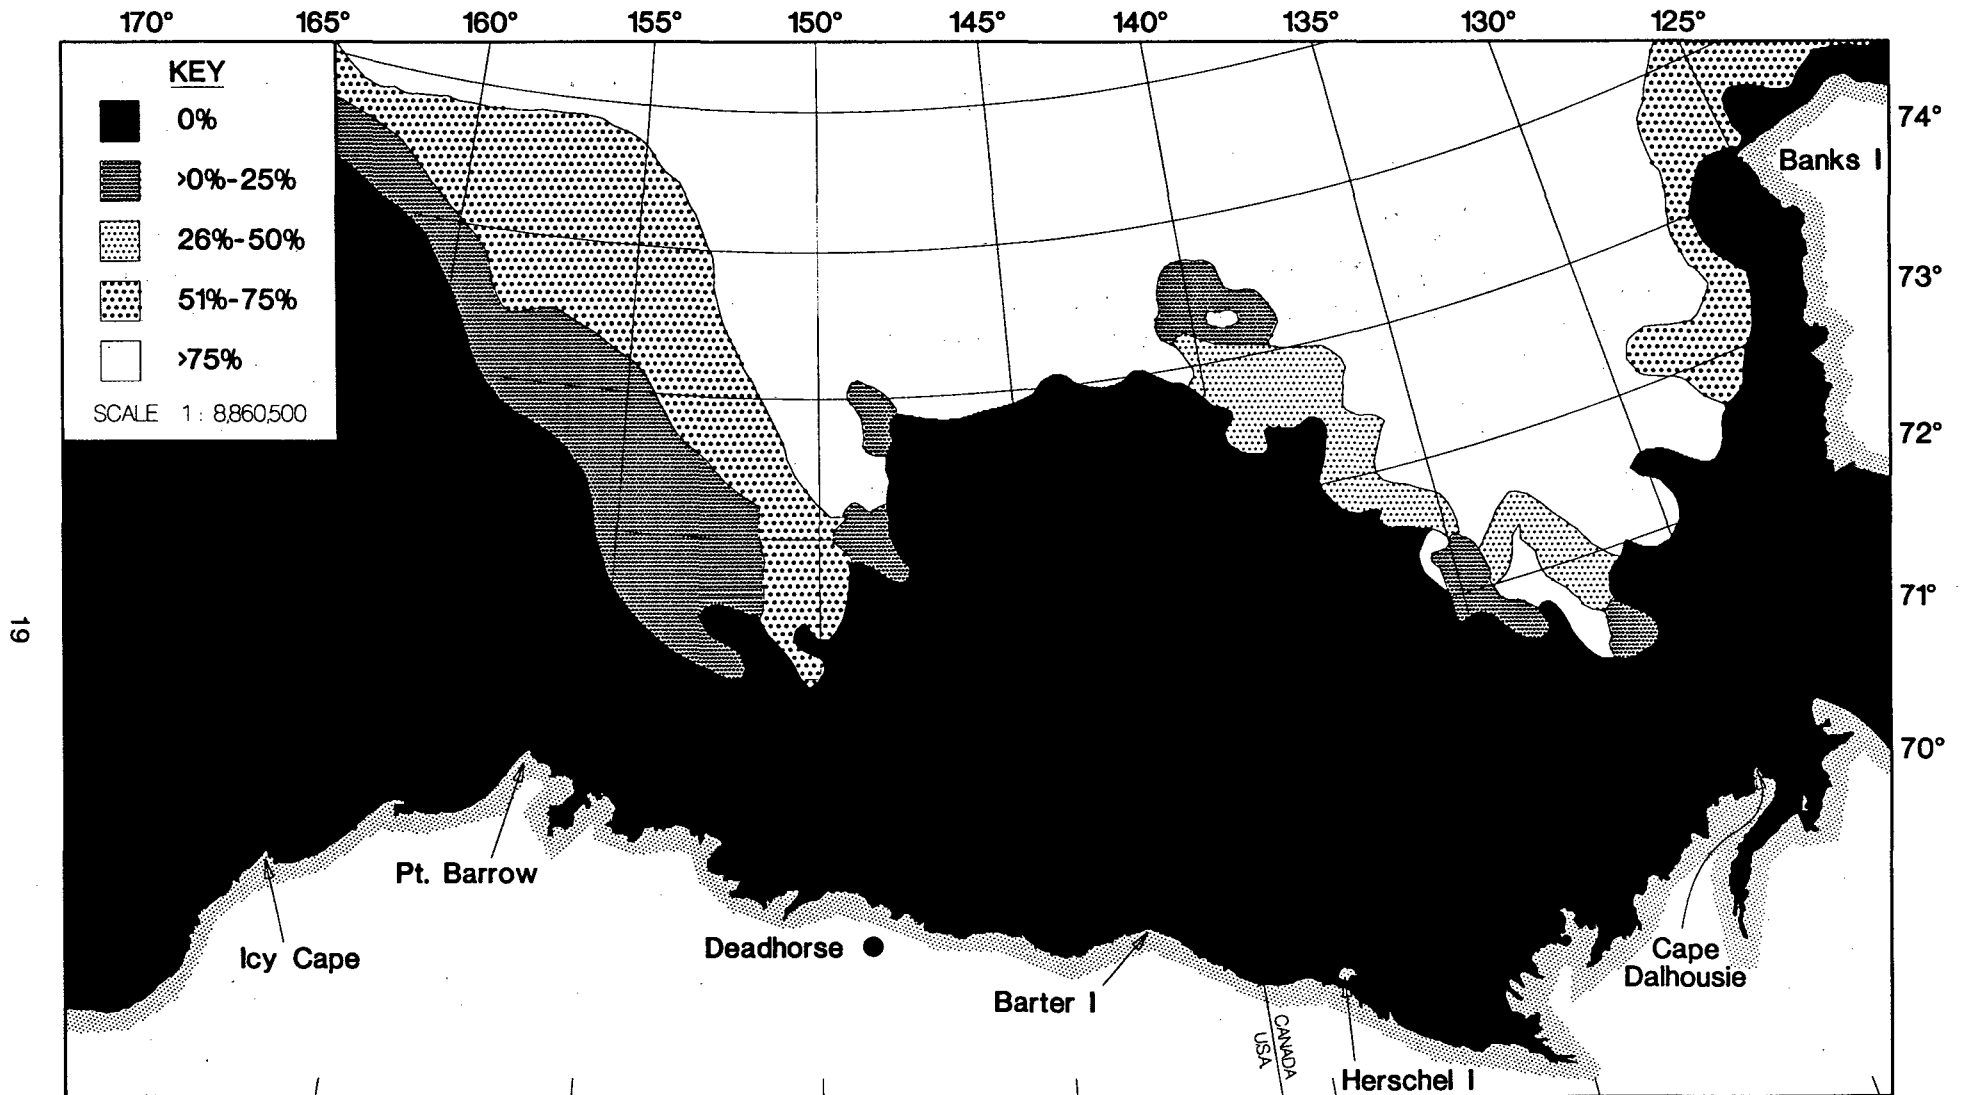 170° 165° 160° 155° 150° 145° 140° 135° 130° 125°
KEY
0%
>0%-25%
26%-50%
51%-75%
>75%
SCALE 1 : 8,860,500
74°
Banks I
73°
72°
71°
70°
19
Pt. Barrow
Icy Cape
Deadhorse
Barter I
CANADA
USA
Herschel I
Cape
Dalhousie